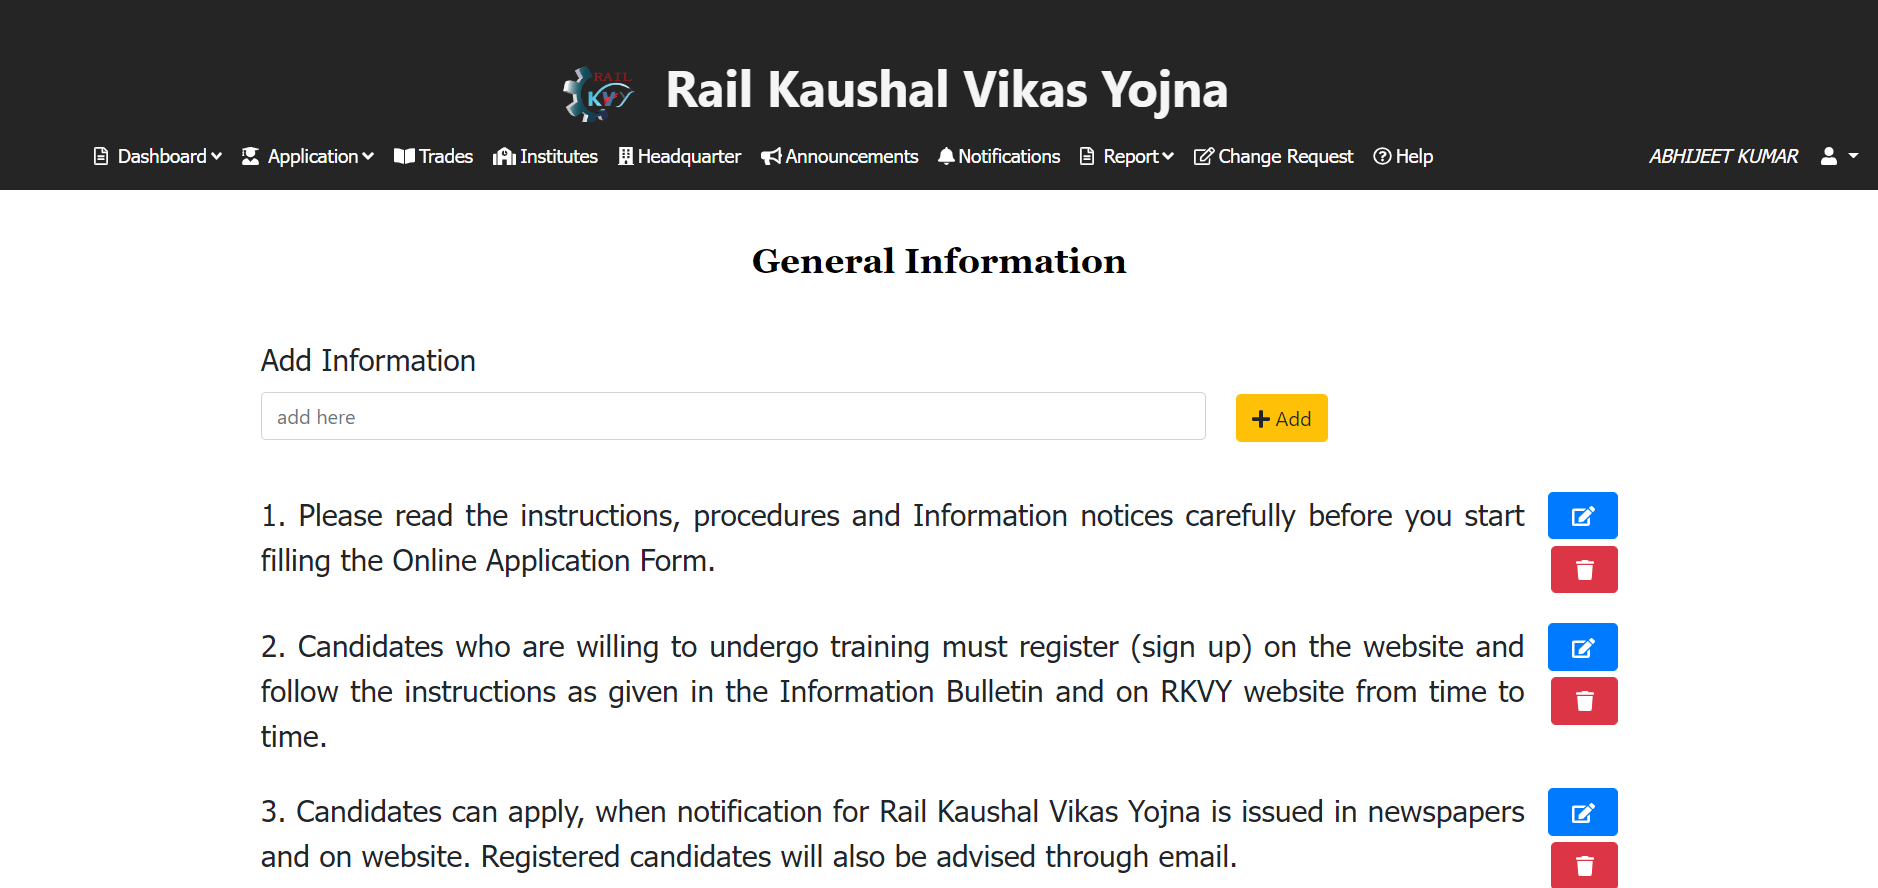 RAIL
KVY
Rail Kaushal Vikas Yojna
Dashboard Application Trades Institutes Headquarter Announcements Notifications Report Change Request Help ABHIJEET KUMAR
General Information
Add Information
add here
Add
1. Please read the instructions, procedures and Information notices carefully before you start
filling the Online Application Form.
2. Candidates who are willing to undergo training must register (sign up) on the website and
follow the instructions as given in the Information Bulletin and on RKVY website from time to
time.
3. Candidates can apply, when notification for Rail Kaushal Vikas Yojna is issued in newspapers
and on website. Registered candidates will also be advised through email.